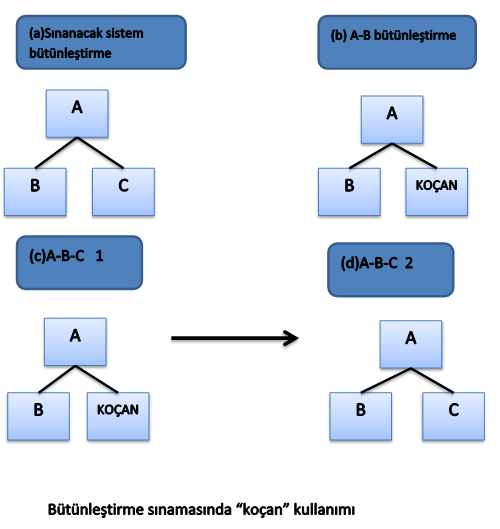 (a)Sınanacak sistem
bütünleştirme
A
B
C
(b) A-B bütünleştirme
A
B
KOÇAN
(c)A-B-C 1
A
B
KOÇAN
(d)A-B-C 2
A
B
C
Bütünleştirme sınamasında “koçan” kullanımı